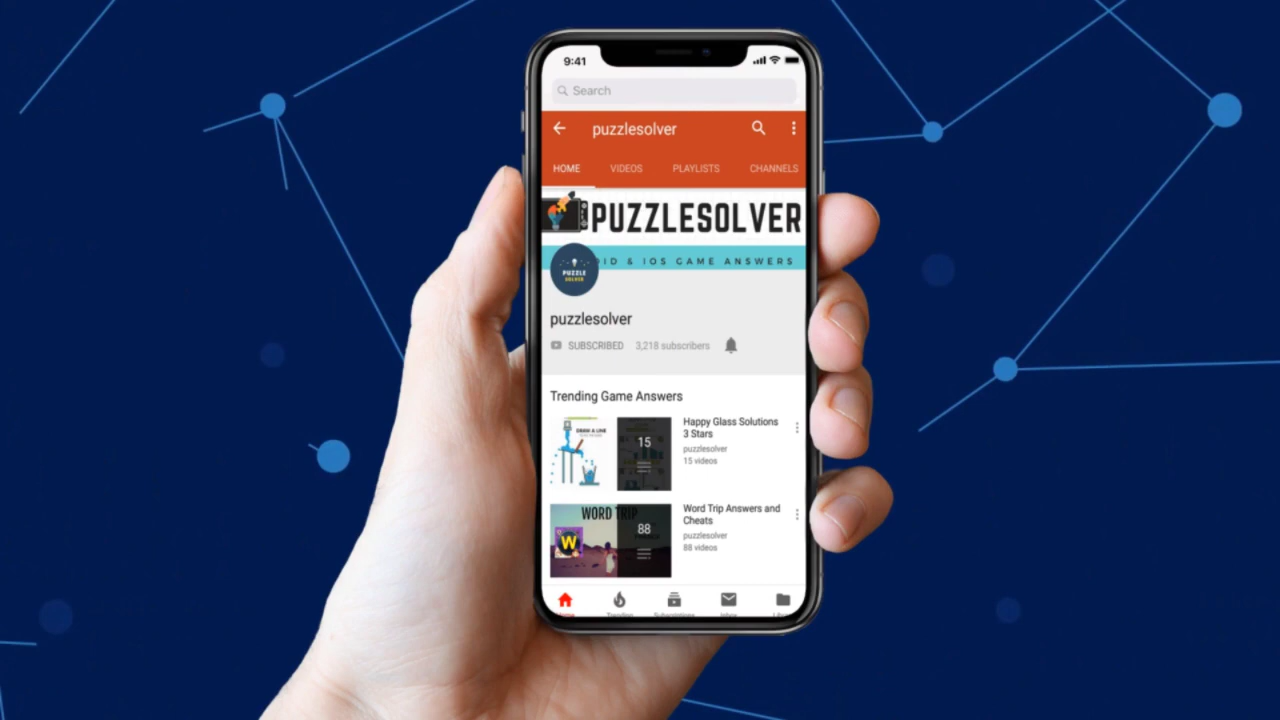 9:41
Search
puzzlesolver
HOME VIDEOS PLAYLISTS CHANNELS
PUZZLESOLVER
& IOS GAME ANSWERS
PUZZLE
SOLVER
puzzlesolver
SUBSCRIBED 3,218 subscribers
Trending Game Answers
DRAW A LINE
15
Happy Glass Solutions
3 Stars
puzzlesolver
15 videos
WORD TRIP
W
88
Word Trip Answers and
Cheats
puzzlesolver
88 videos